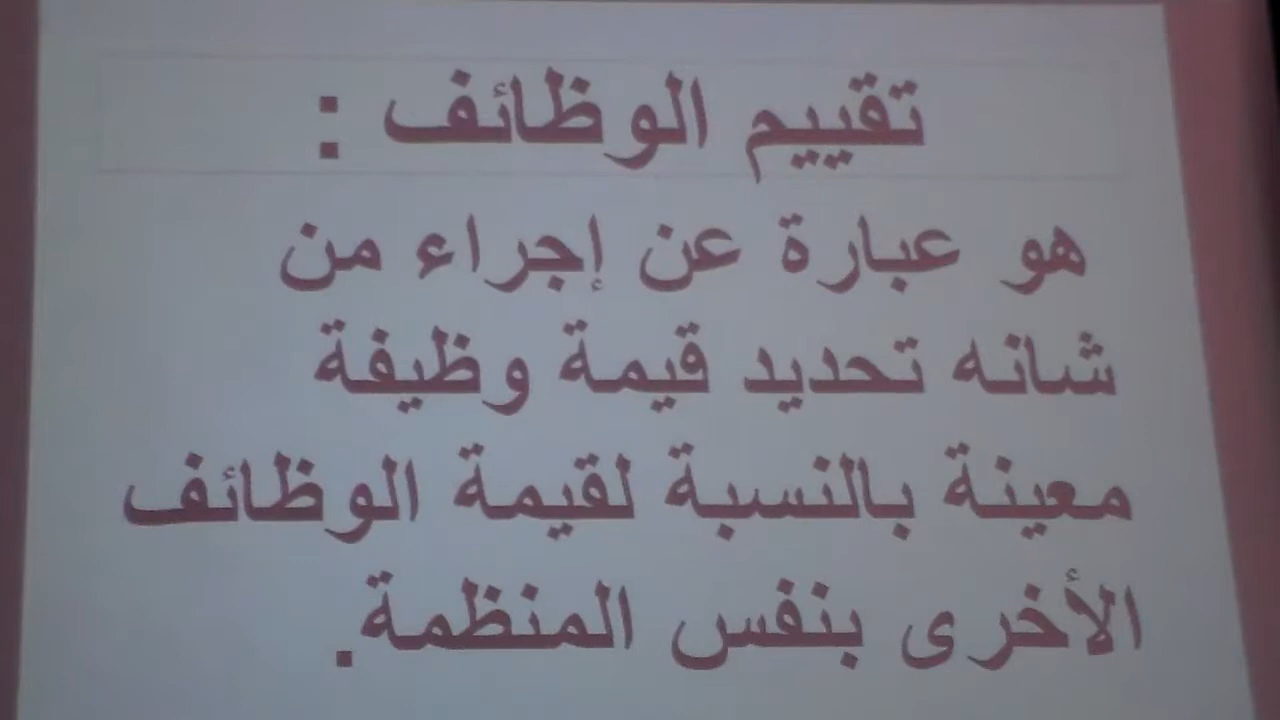 تقييم الوظائف :
هو عبارة عن إجراء من
شانه تحديد قيمة وظيفة
معينة بالنسبة لقيمة الوظائف
الأخرى بنفس المنظمة.